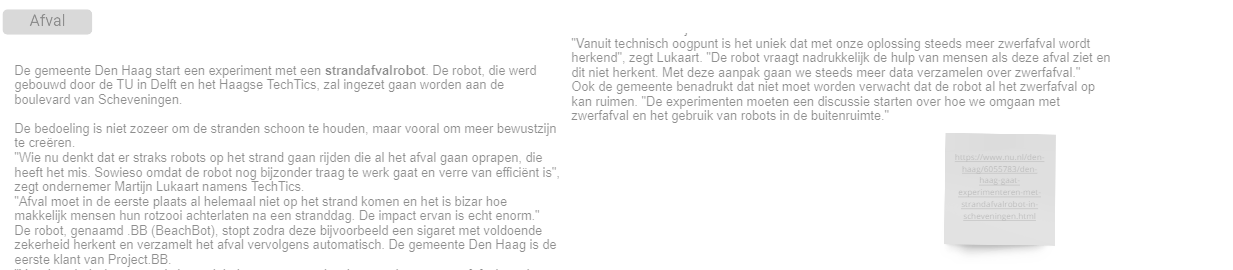 Afval
De gemeente Den Haag start een experiment met een strandafvalrobot. De robot, die werd
gebouwd door de TU in Delft en het Haagse TechTics, zal ingezet gaan worden aan de
boulevard van Scheveningen.
De bedoeling is niet zozeer om de stranden schoon te houden, maar vooral om meer bewustzijn
te creëren.
"Wie nu denkt dat er straks robots op het strand gaan rijden die al het afval gaan oprapen, die
heeft het mis. Sowieso omdat de robot nog bijzonder traag te werk gaat en verre van efficiënt is",
zegt ondernemer Martijn Lukaart namens TechTics.
"Afval moet in de eerste plaats al helemaal niet op het strand komen en het is bizar hoe
makkelijk mensen hun rotzooi achterlaten na een stranddag. De impact ervan is echt enorm."
De robot, genaamd .BB (BeachBot), stopt zodra deze bijvoorbeeld een sigaret met voldoende
zekerheid herkent en verzamelt het afval vervolgens automatisch. De gemeente Den Haag is de
eerste klant van Project.BB.
"Vanuit technisch oogpunt is het uniek dat met onze oplossing steeds meer zwerfafval wordt
herkend", zegt Lukaart. "De robot vraagt nadrukkelijk de hulp van mensen als deze afval ziet en
dit niet herkent. Met deze aanpak gaan we steeds meer data verzamelen over zwerfafval."
Ook de gemeente benadrukt dat niet moet worden verwacht dat de robot al het zwerfafval op
kan ruimen. "De experimenten moeten een discussie starten over hoe we omgaan met
zwerfafval en het gebruik van robots in de buitenruimte."
https://www.nu.nl/den-
haag/6055783/den-
haag-gaat-
experimenteren-met-
strandafvalrobot-in-
scheveningen.html